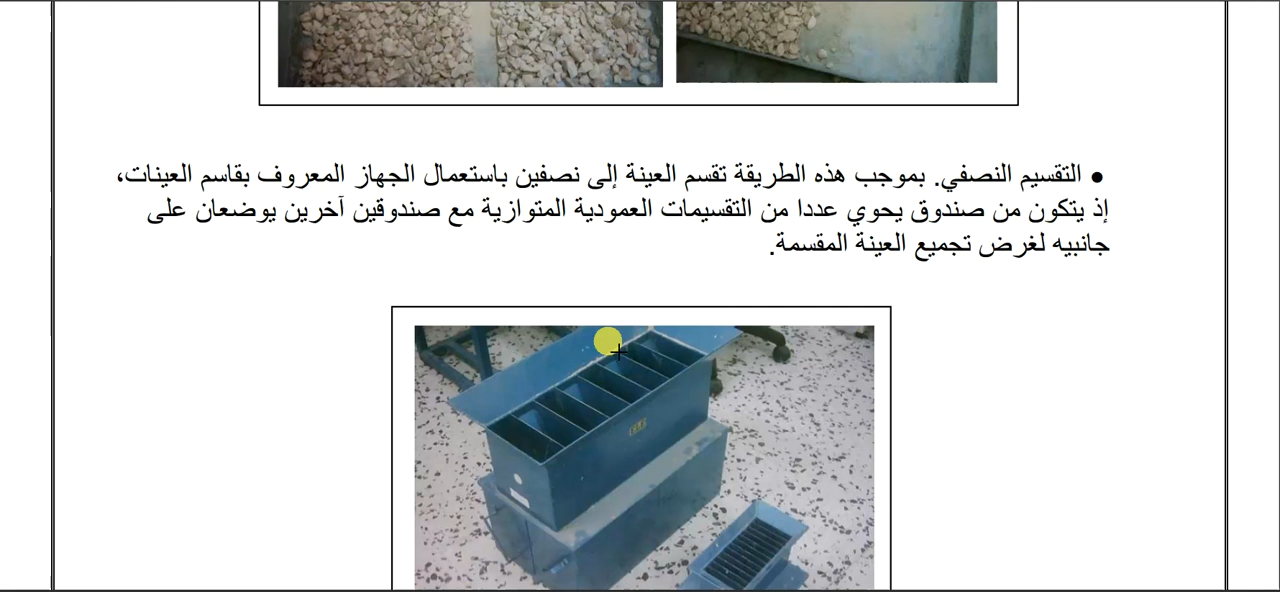 ● التقسيم النصفي. بموجب هذه الطريقة تقسم العينة إلى نصفين باستعمال الجهاز المعروف بقاسم العينات،
إذ يتكون من صندوق يحوي عددا من التقسيمات العمودية المتوازية مع صندوقين آخرين يوضعان على
جانبيه لغرض تجميع العينة المقسمة.